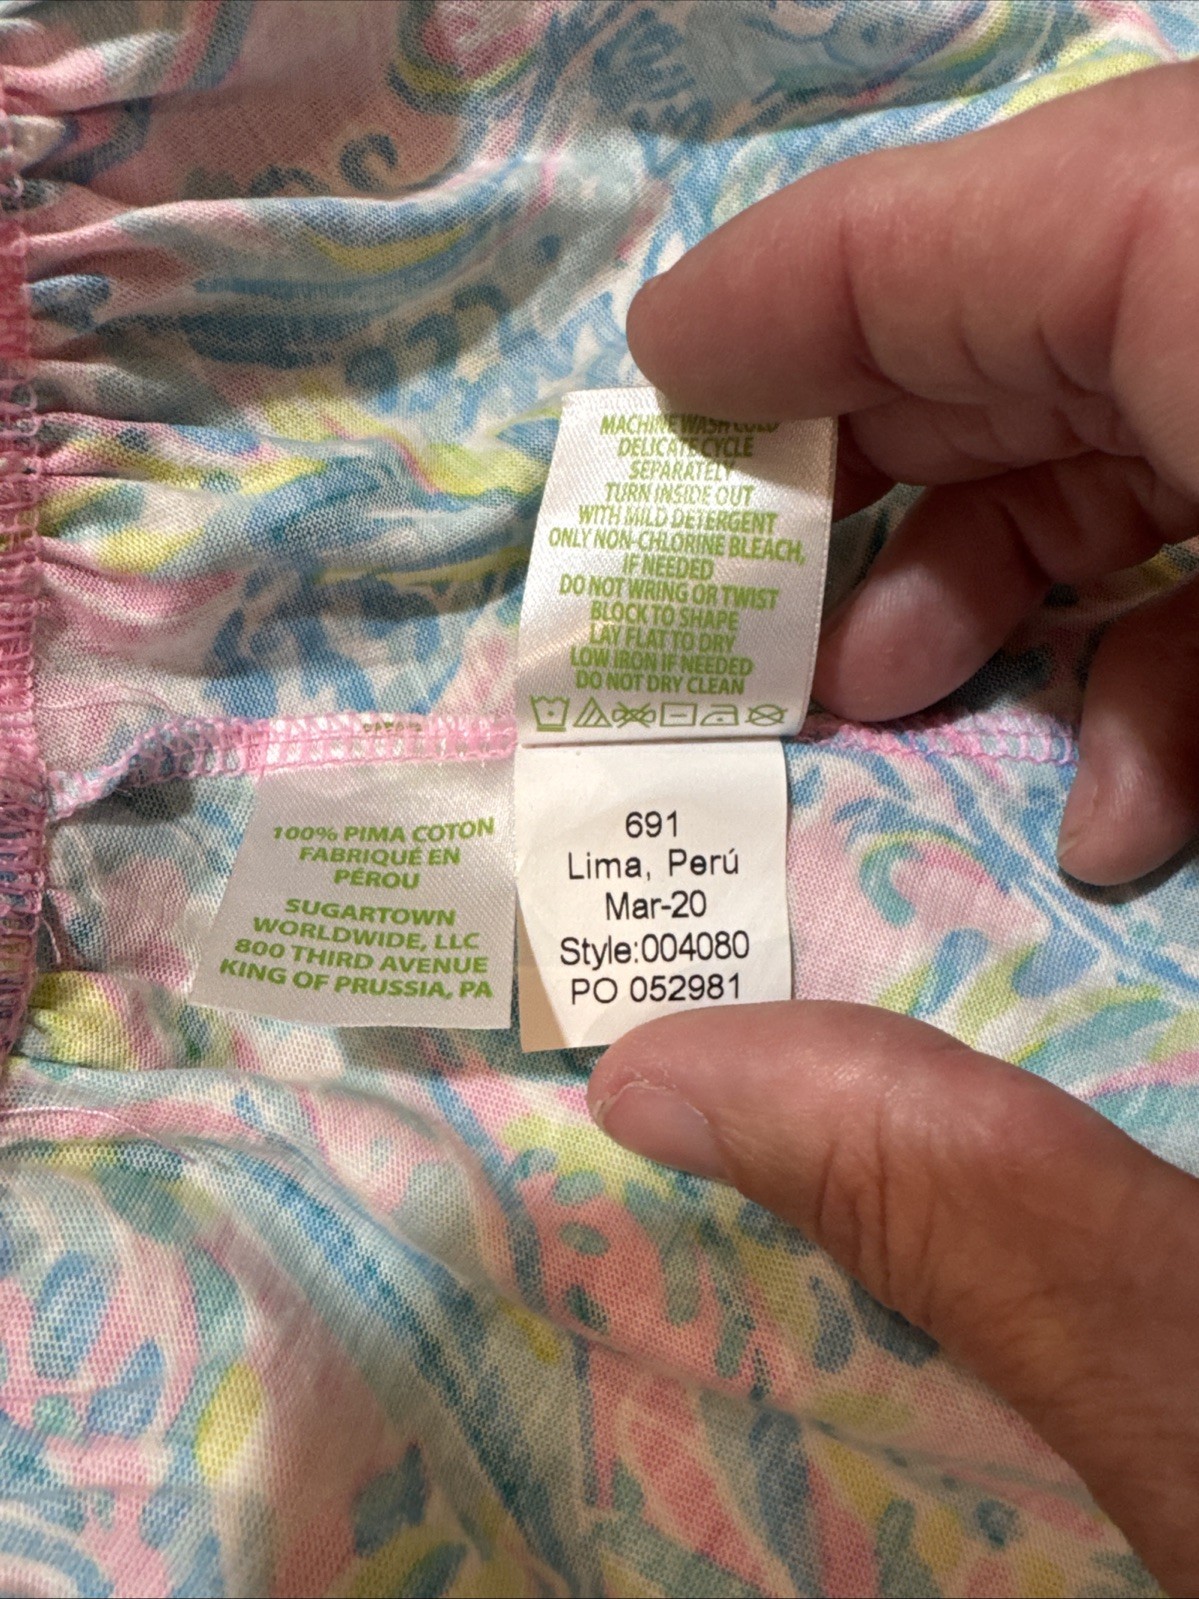 MACHINE WASH COLD
DELICATE CYCLE
SEPARATELY
TURN INSIDE OUT
WITH MILD DETERGENT
ONLY NON-CHLORINE BLEACH,
IF NEEDED
DO NOT WRING OR TWIST
BLOCK TO SHAPE
LAY FLAT TO DRY
LOW IRON IF NEEDED
DO NOT DRY CLEAN
100% PIMA COTON
FABRIQUÉ EN
PÉROU
SUGARTOWN
WORLDWIDE, LLC
800 THIRD AVENUE
KING OF PRUSSIA, PA
691
Lima, Perú
Mar-20
Style:004080
PO 052981